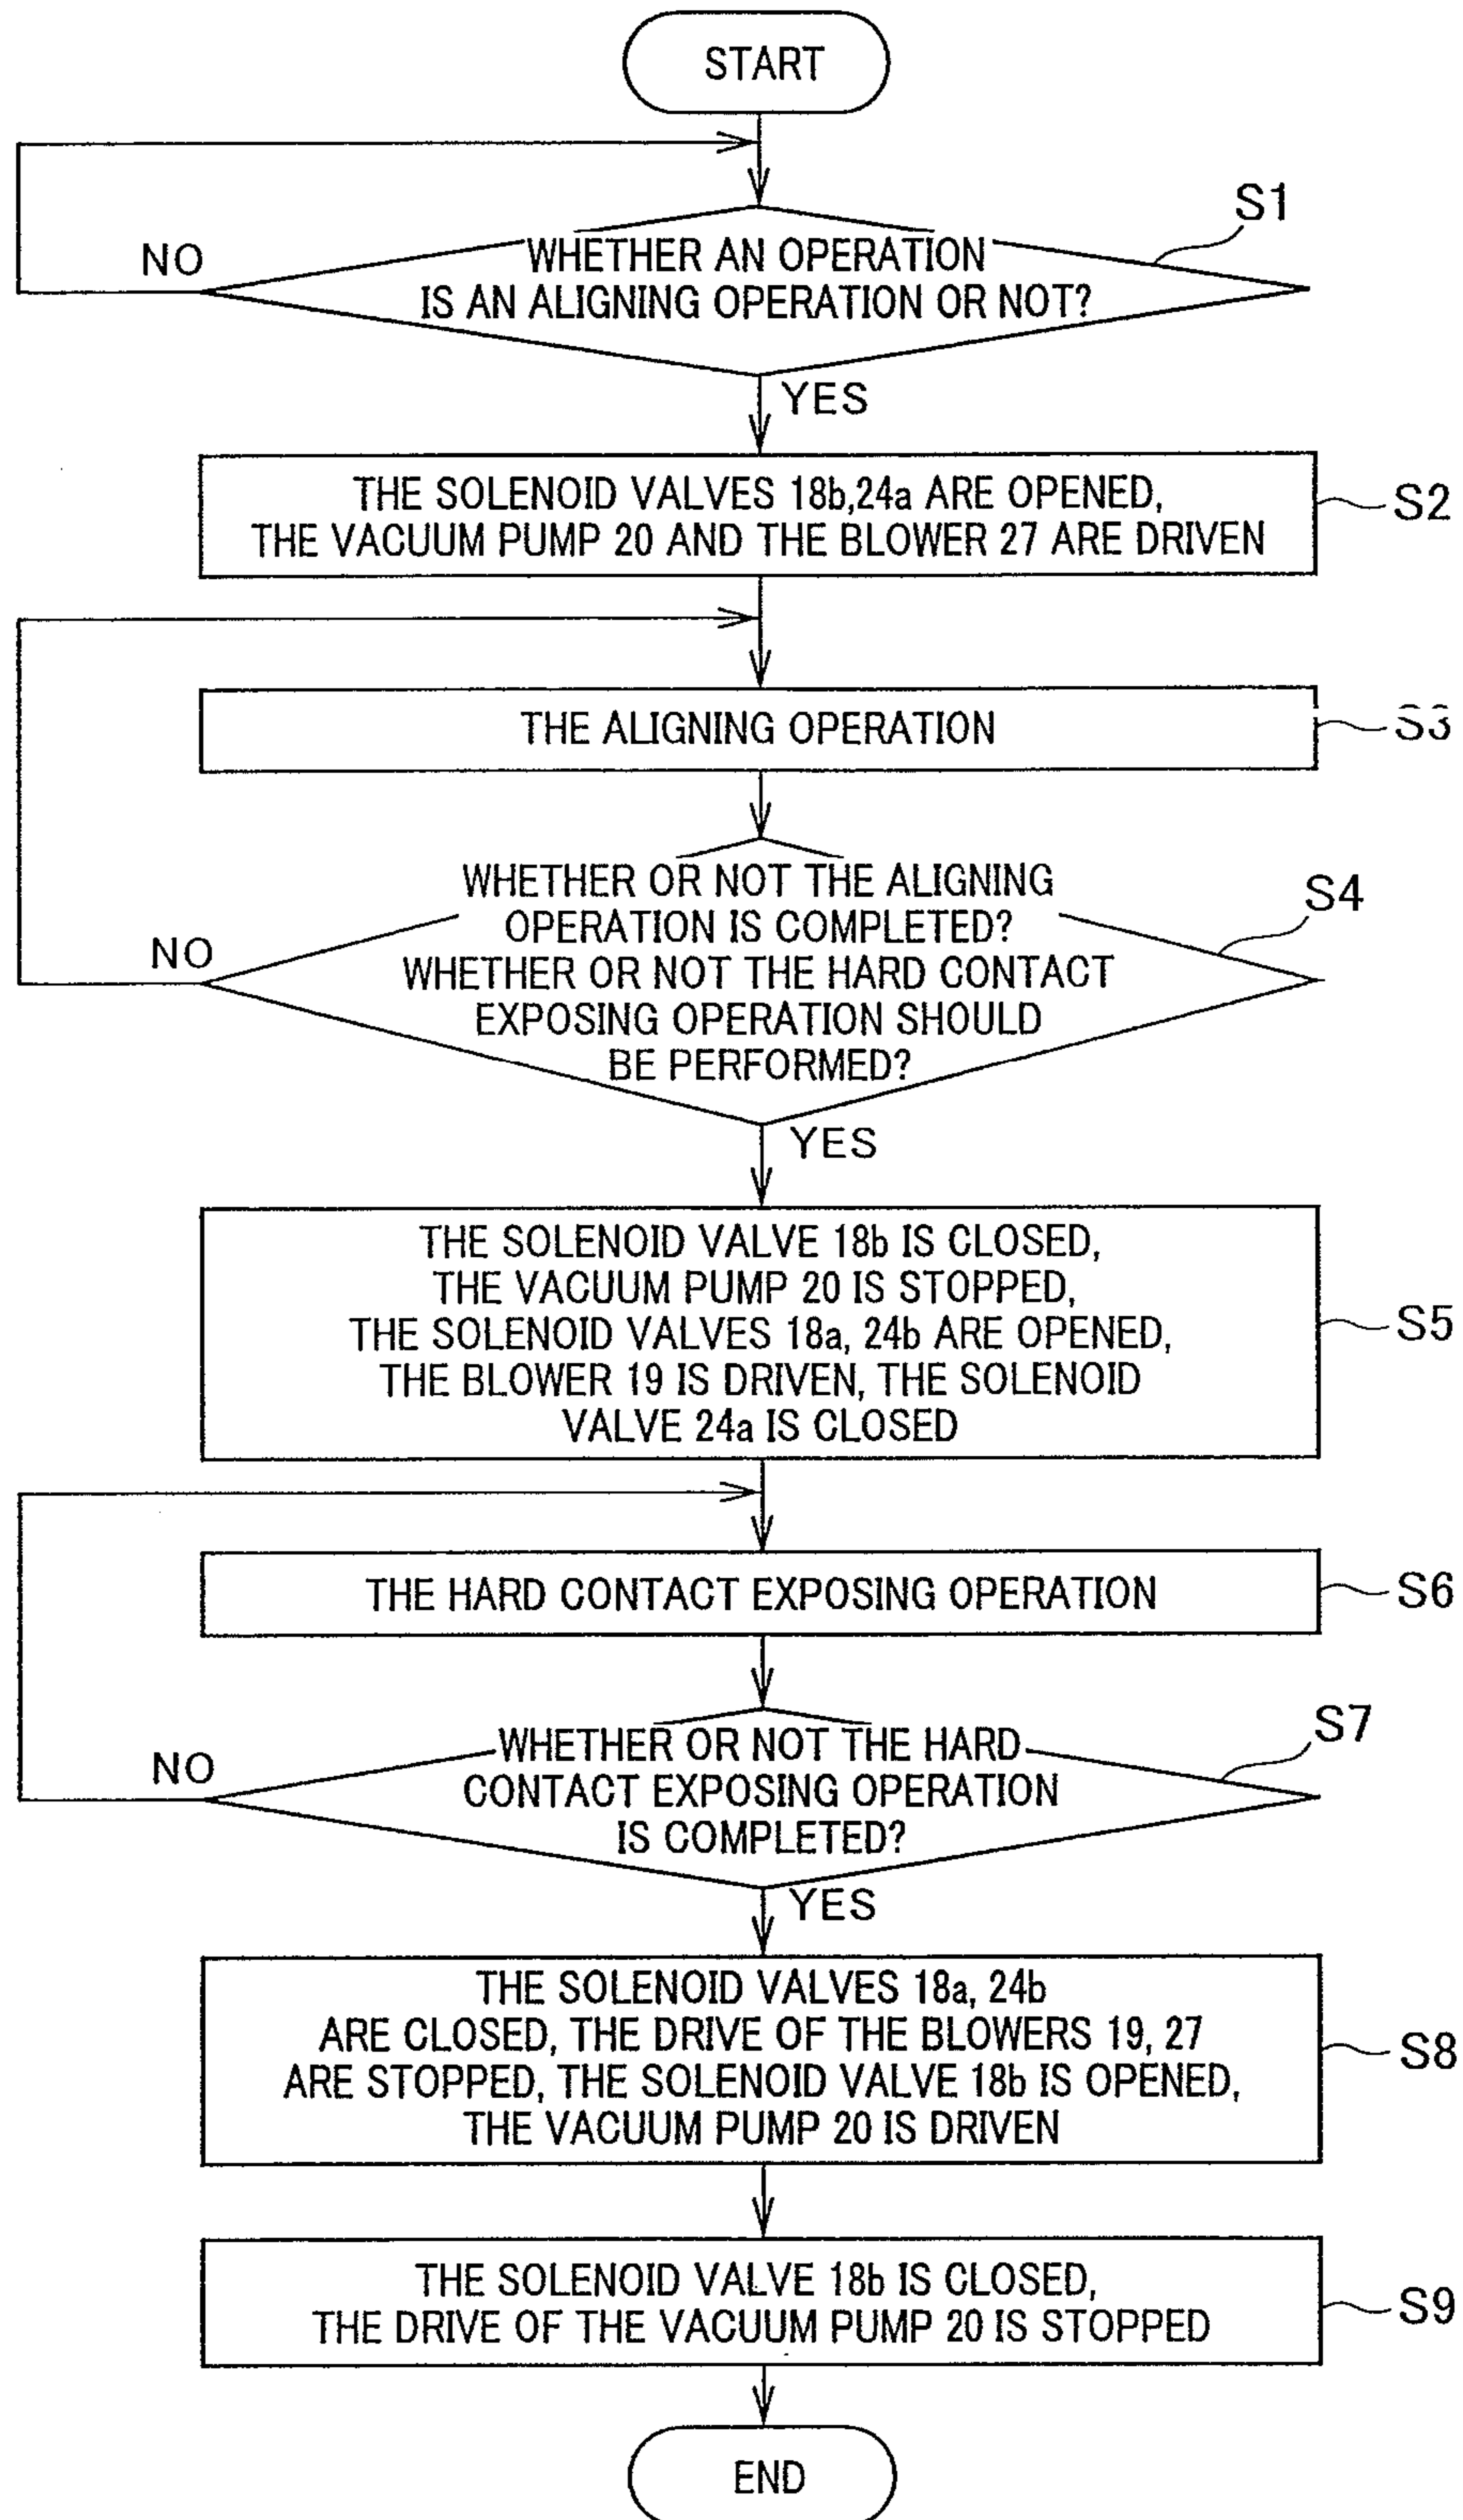 START
S1
NO
WHETHER AN OPERATION
IS AN ALIGNING OPERATION OR NOT?
YES
THE SOLENOID VALVES 18b,24a ARE OPENED,
THE VACUUM PUMP 20 AND THE BLOWER 27 ARE DRIVEN
S2
THE ALIGNING OPERATION
S3
WHETHER OR NOT THE ALIGNING
OPERATION IS COMPLETED?
WHETHER OR NOT THE HARD CONTACT
EXPOSING OPERATION SHOULD
BE PERFORMED?
S4
NO
YES
THE SOLENOID VALVE 18b IS CLOSED,
THE VACUUM PUMP 20 IS STOPPED,
THE SOLENOID VALVES 18a, 24b ARE OPENED,
THE BLOWER 19 IS DRIVEN, THE SOLENOID
VALVE 24a IS CLOSED
S5
THE HARD CONTACT EXPOSING OPERATION
S6
S7
NO
WHETHER OR NOT THE HARD
CONTACT EXPOSING OPERATION
IS COMPLETED?
YES
THE SOLENOID VALVES 18a, 24b
ARE CLOSED, THE DRIVE OF THE BLOWERS 19, 27
ARE STOPPED, THE SOLENOID VALVE 18b IS OPENED,
THE VACUUM PUMP 20 IS DRIVEN
S8
THE SOLENOID VALVE 18b IS CLOSED,
THE DRIVE OF THE VACUUM PUMP 20 IS STOPPED
S9
END